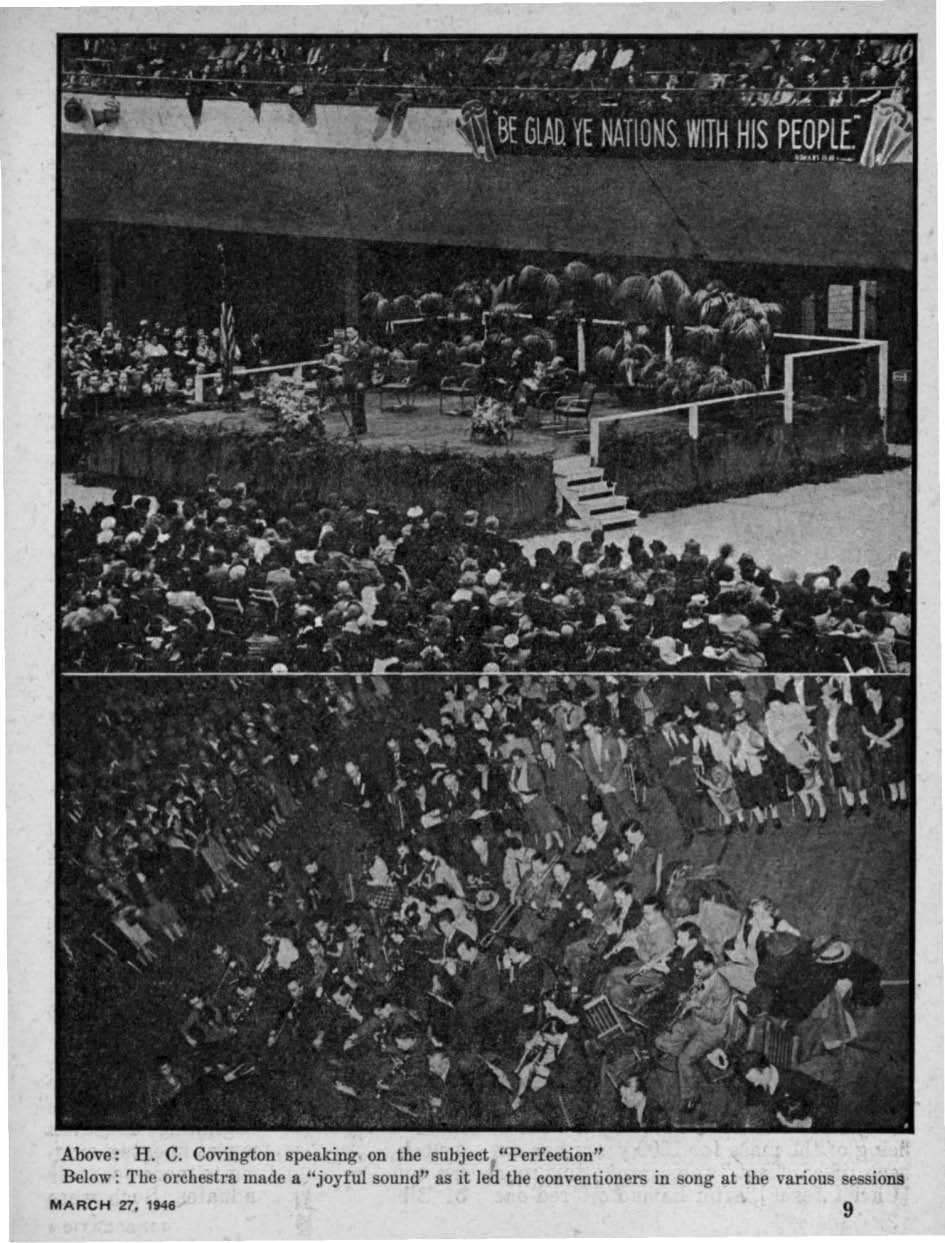 "BE GLAD, YE NATIONS, WITH HIS PEOPLE."
Above: H. C. Covington speaking on the subject "Perfection"
Below: The orchestra made a "joyful sound" as it led the conventioners in song at the various sessions
MARCH 27, 1946
9